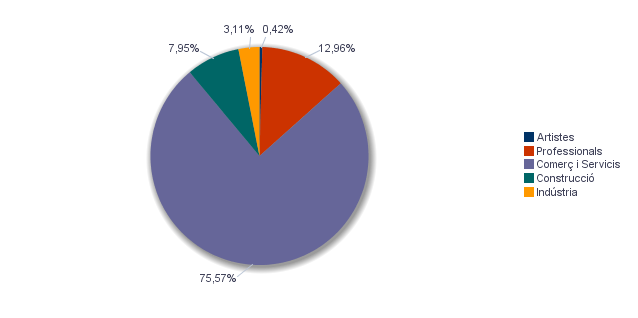 3,11% 0,42%
7,95% 12,96%
Artistes
Professionals
Comerç i Servicis
Construcció
Indústria
75,57%